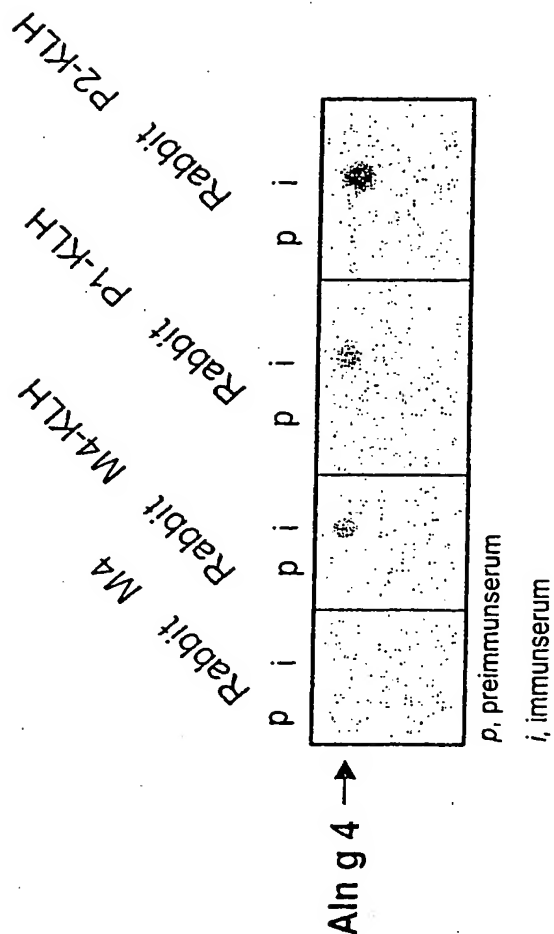 Rabbit M4
Rabbit M4-KLH
Rabbit P1-KLH
Rabbit P2-KLH
p i p i p i p i
Aln g 4 →
p, preimmunserum
i, immunserum